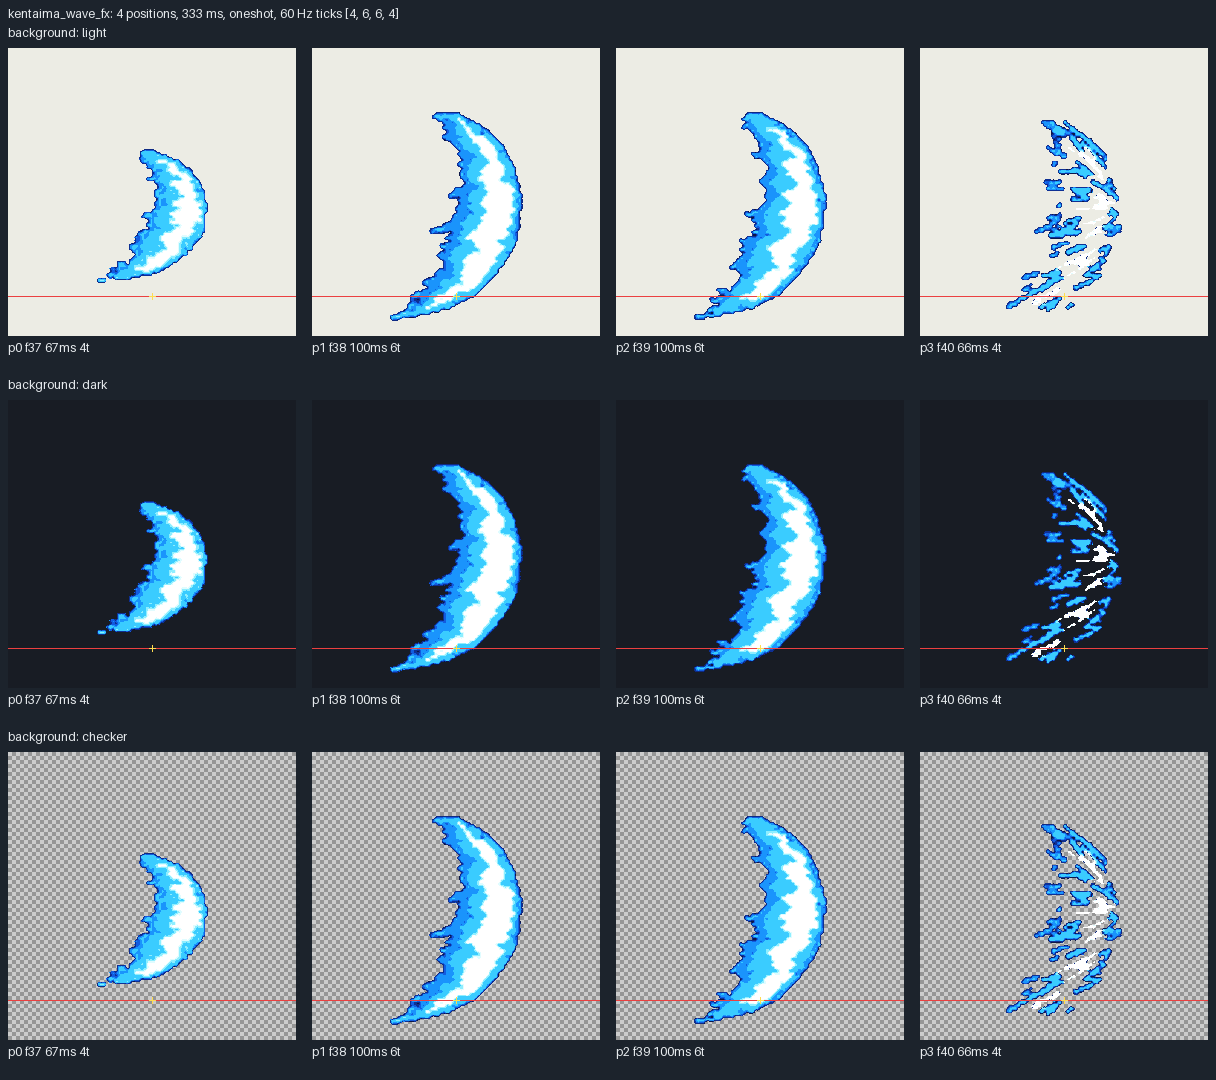 kentaima_wave_fx: 4 positions, 333 ms, oneshot, 60 Hz ticks [4, 6, 6, 4]
background: light
p0 f37 67ms 4t
p1 f38 100ms 6t
p2 f39 100ms 6t
p3 f40 66ms 4t
background: dark
p0 f37 67ms 4t
p1 f38 100ms 6t
p2 f39 100ms 6t
p3 f40 66ms 4t
background: checker
p0 f37 67ms 4t
p1 f38 100ms 6t
p2 f39 100ms 6t
p3 f40 66ms 4t